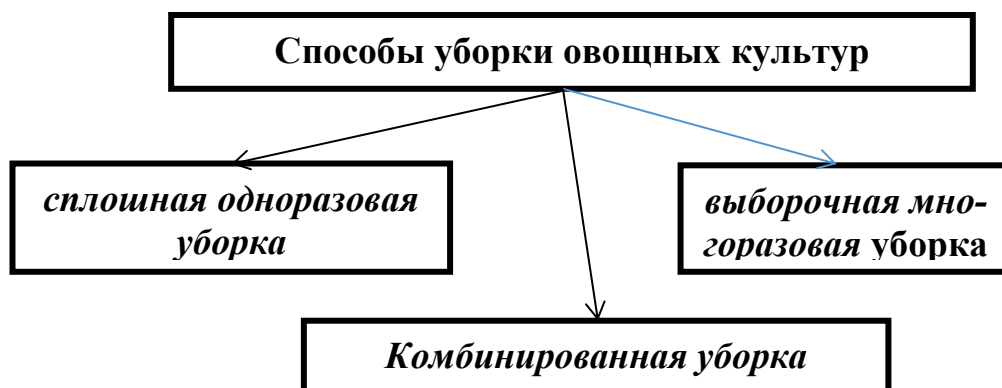 Способы уборки овощных культур
сплошная одноразовая
уборка
выборочная мно-
горазовая уборка
Комбинированная уборка